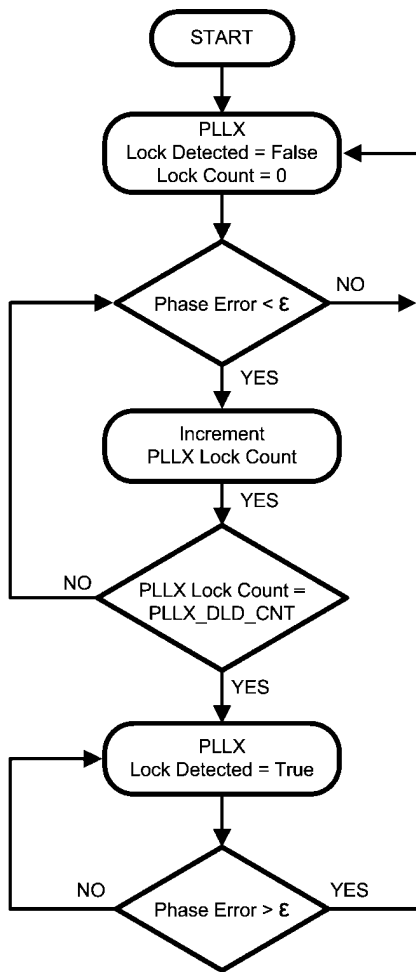 START
PLLX
Lock Detected = False
Lock Count = 0
Phase Error < ε
NO
YES
Increment
PLLX Lock Count
YES
NO
PLLX Lock Count =
PLLX_DLD_CNT
YES
PLLX
Lock Detected = True
NO
Phase Error > ε
YES